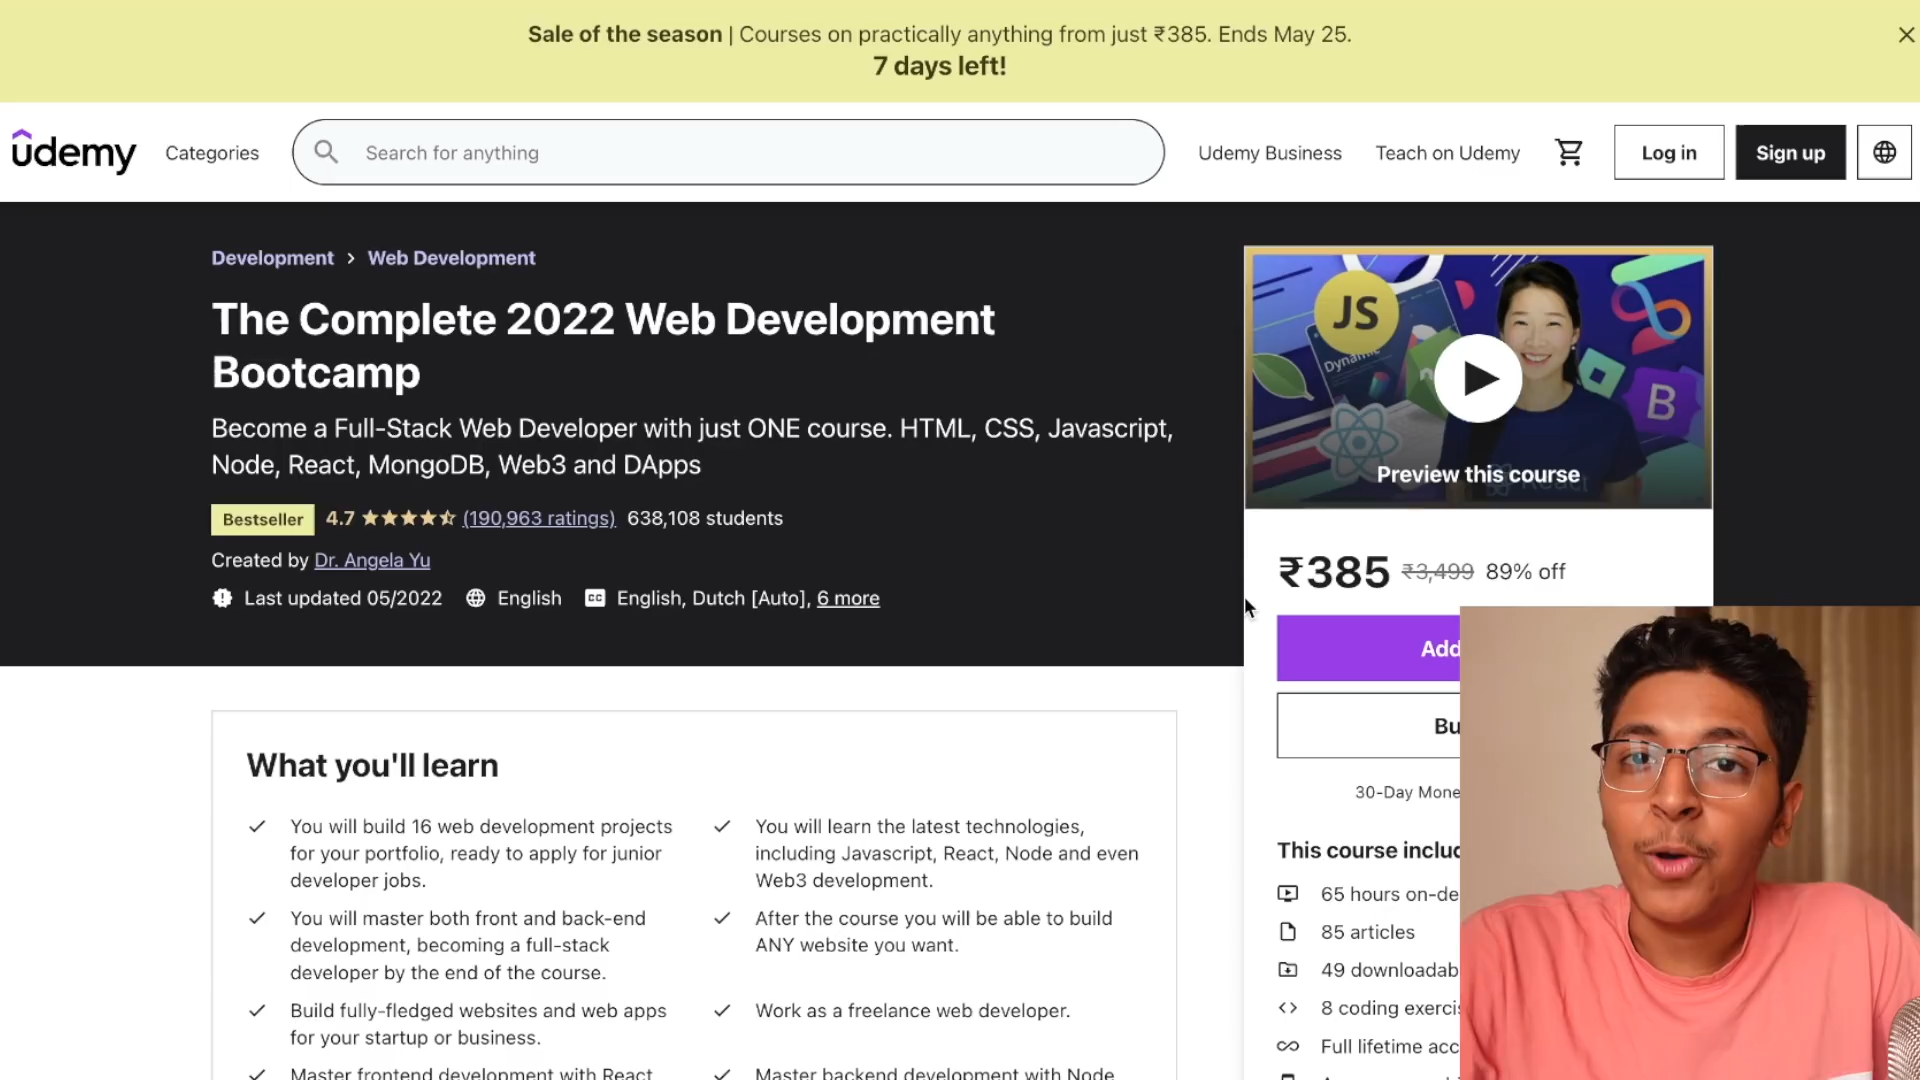 Sale of the season | Courses on practically anything from just ₹385. Ends May 25.
7 days left!
udemy
Categories
Search for anything
Udemy Business
Teach on Udemy
Log in
Sign up
Development > Web Development
The Complete 2022 Web Development
Bootcamp
Become a Full-Stack Web Developer with just ONE course. HTML, CSS, Javascript,
Node, React, MongoDB, Web3 and DApps
Bestseller 4.7 (190,963 ratings) 638,108 students
Created by Dr. Angela Yu
Last updated 05/2022 English CC English, Dutch [Auto], 6 more
JS
Dynamic
B
Preview this course
₹385 ₹3,499 89% off
Add
Bu
30-Day Mone
This course includ
65 hours on-de
85 articles
49 downloadab
8 coding exercis
Full lifetime acc
What you'll learn
You will build 16 web development projects
for your portfolio, ready to apply for junior
developer jobs.
You will learn the latest technologies,
including Javascript, React, Node and even
Web3 development.
You will master both front and back-end
development, becoming a full-stack
developer by the end of the course.
After the course you will be able to build
ANY website you want.
Build fully-fledged websites and web apps
for your startup or business.
Work as a freelance web developer.
Master frontend development with React
Master backend development with Node